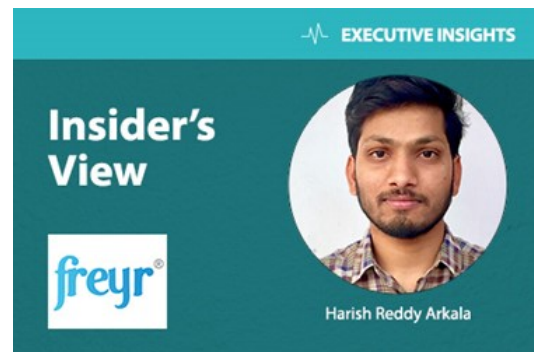 EXECUTIVE INSIGHTS
Insider's
View
freyr®
Harish Reddy Arkala